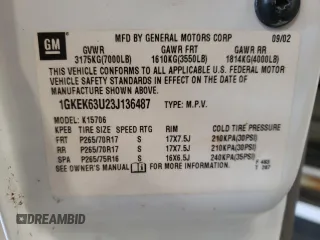 GM
MFD BY GENERAL MOTORS CORP 09/02
GVWR GAWR FRT GAWR RR
3175KG(7000LB) 1610KG(3550LB) 1814KG(4000LB)
THIS VEHICLE CONFORMS TO ALL APPLICABLE U.S. FEDERAL
MOTOR VEHICLE SAFETY STANDARDS IN EFFECT ON THE DATE OF
MANUFACTURE SHOWN ABOVE.
1GKEK63U23J136487 TYPE: M.P.V.
MODEL: K15706
KPEB TIRE SIZE SPEED RTG RIM COLD TIRE PRESSURE
FRT P265/70R17 S 17X7.5J 210KPA(30PSI)
RR P265/70R17 S 17X7.5J 210KPA(30PSI)
SPA P265/75R16 S 16X6.5J 240KPA(35PSI)
SEE OWNER'S MANUAL FOR MORE INFORMATION.
DREAMBID DREAMBID.COM